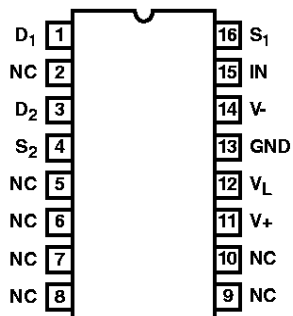 D1 1 16 S1
NC 2 15 IN
D2 3 14 V-
S2 4 13 GND
NC 5 12 VL
NC 6 11 V+
NC 7 10 NC
NC 8 9 NC